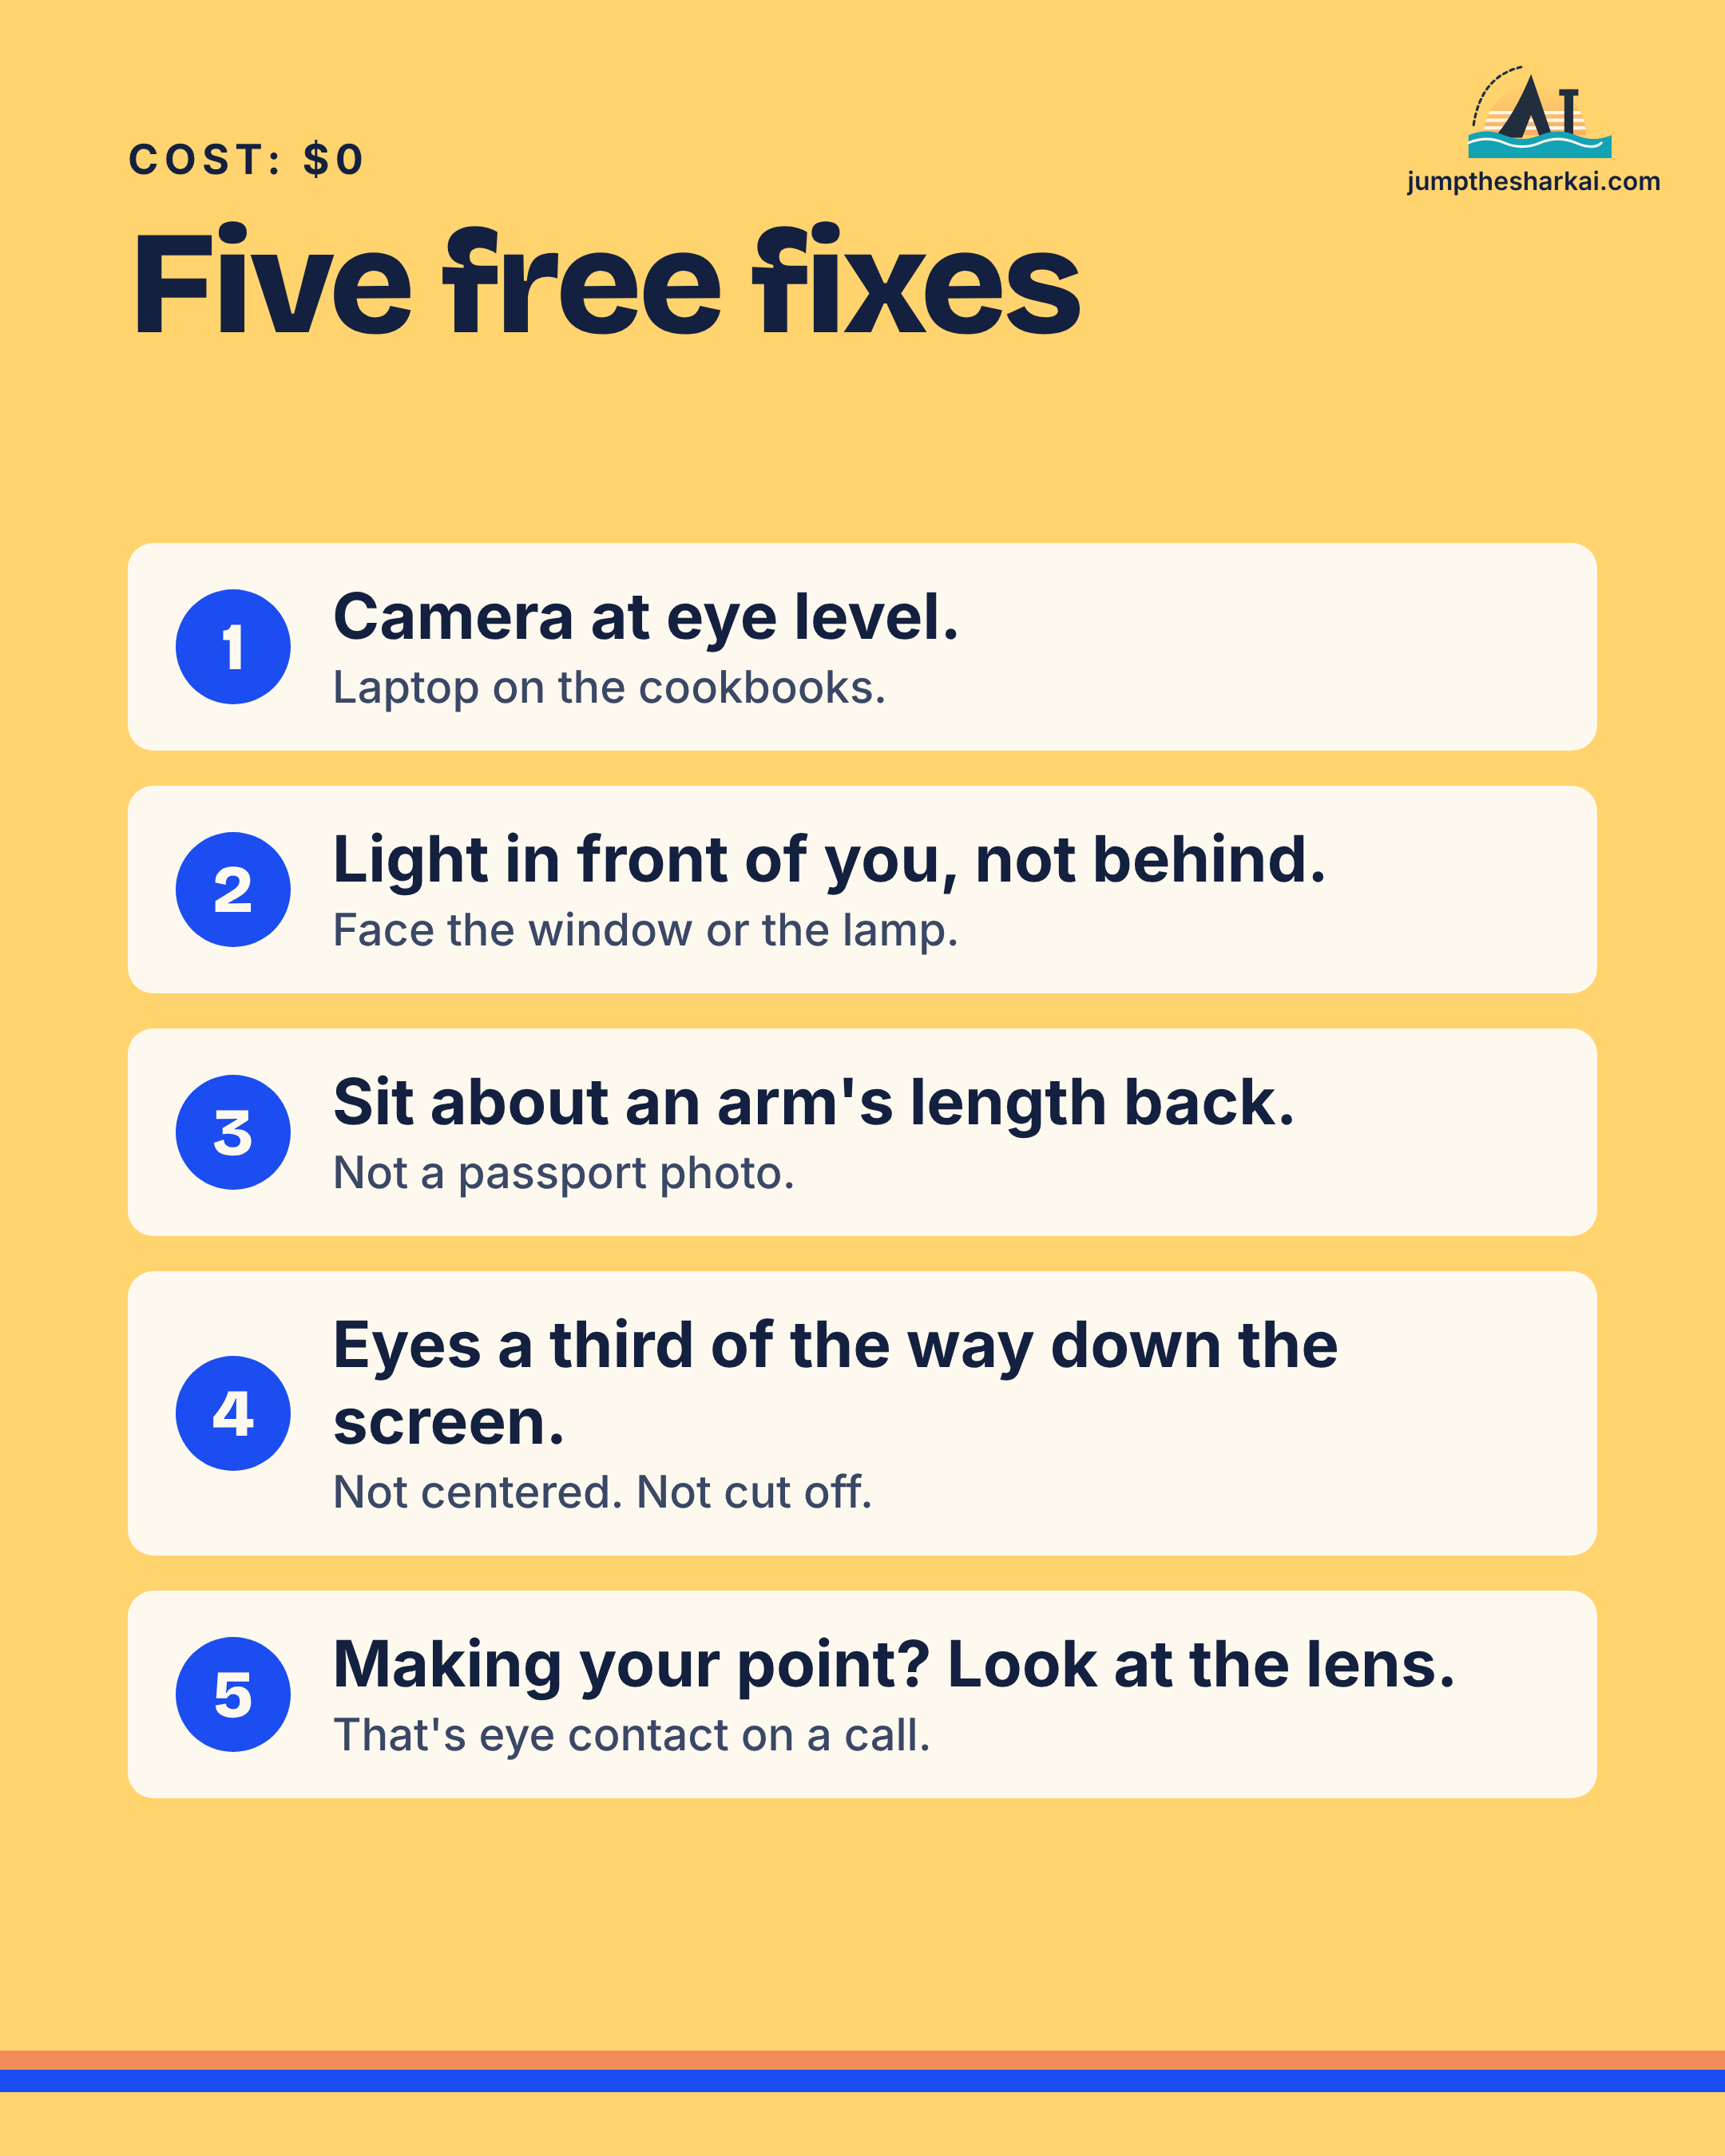 COST: $0
AI
jumpthesharkai.com
Five free fixes
1
Camera at eye level.
Laptop on the cookbooks.
2
Light in front of you, not behind.
Face the window or the lamp.
3
Sit about an arm's length back.
Not a passport photo.
4
Eyes a third of the way down the
screen.
Not centered. Not cut off.
5
Making your point? Look at the lens.
That's eye contact on a call.